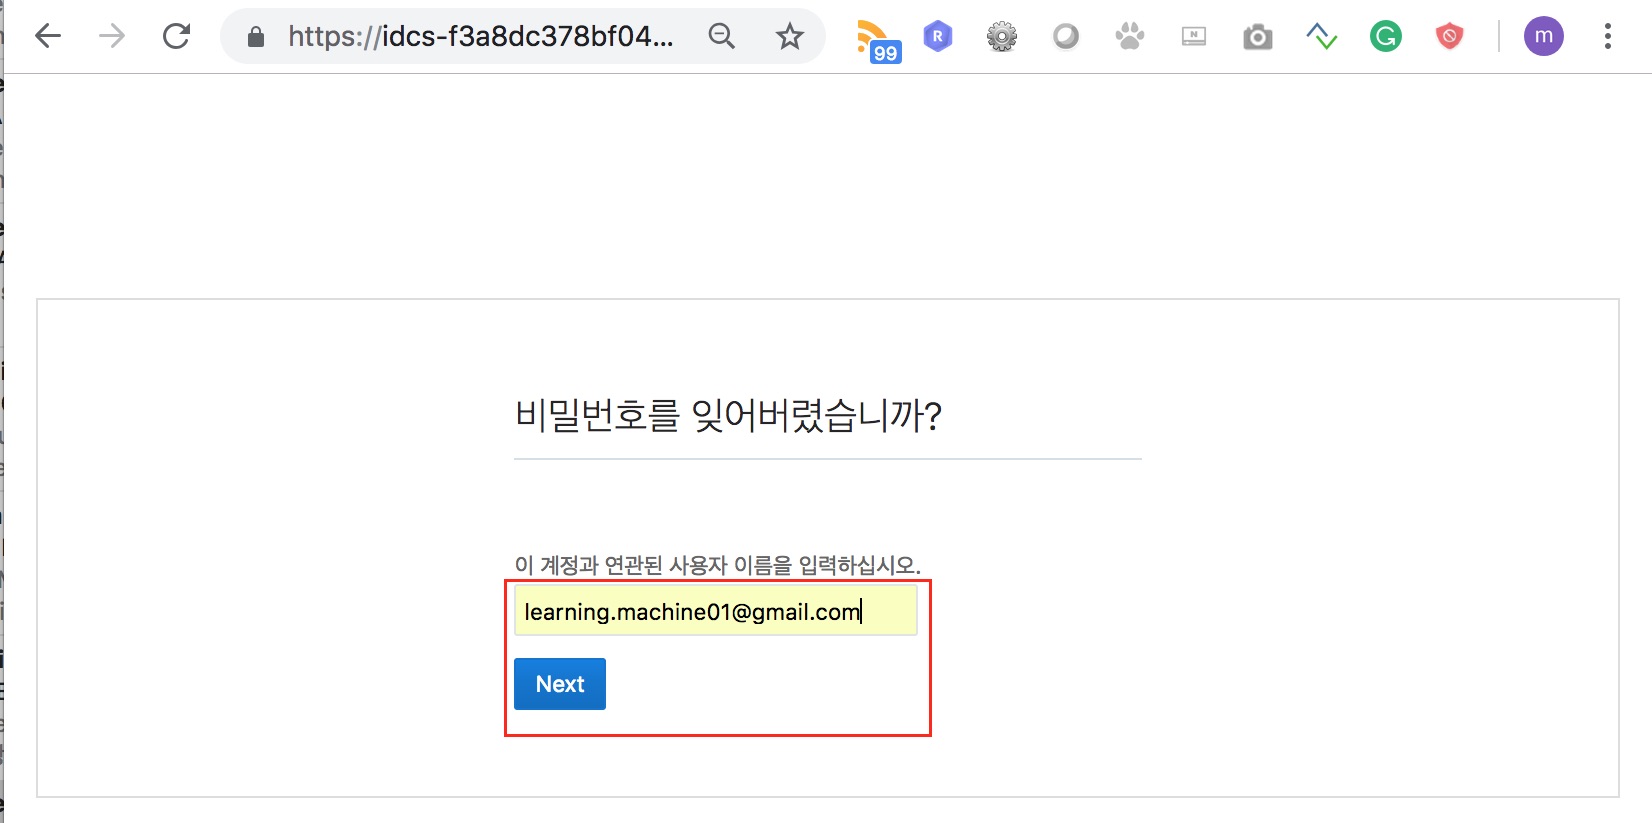 https://idcs-f3a8dc378bf04...
99
R
N
G
m
비밀번호를 잊어버렸습니까?
이 계정과 연관된 사용자 이름을 입력하십시오.
learning.machine01@gmail.com
Next